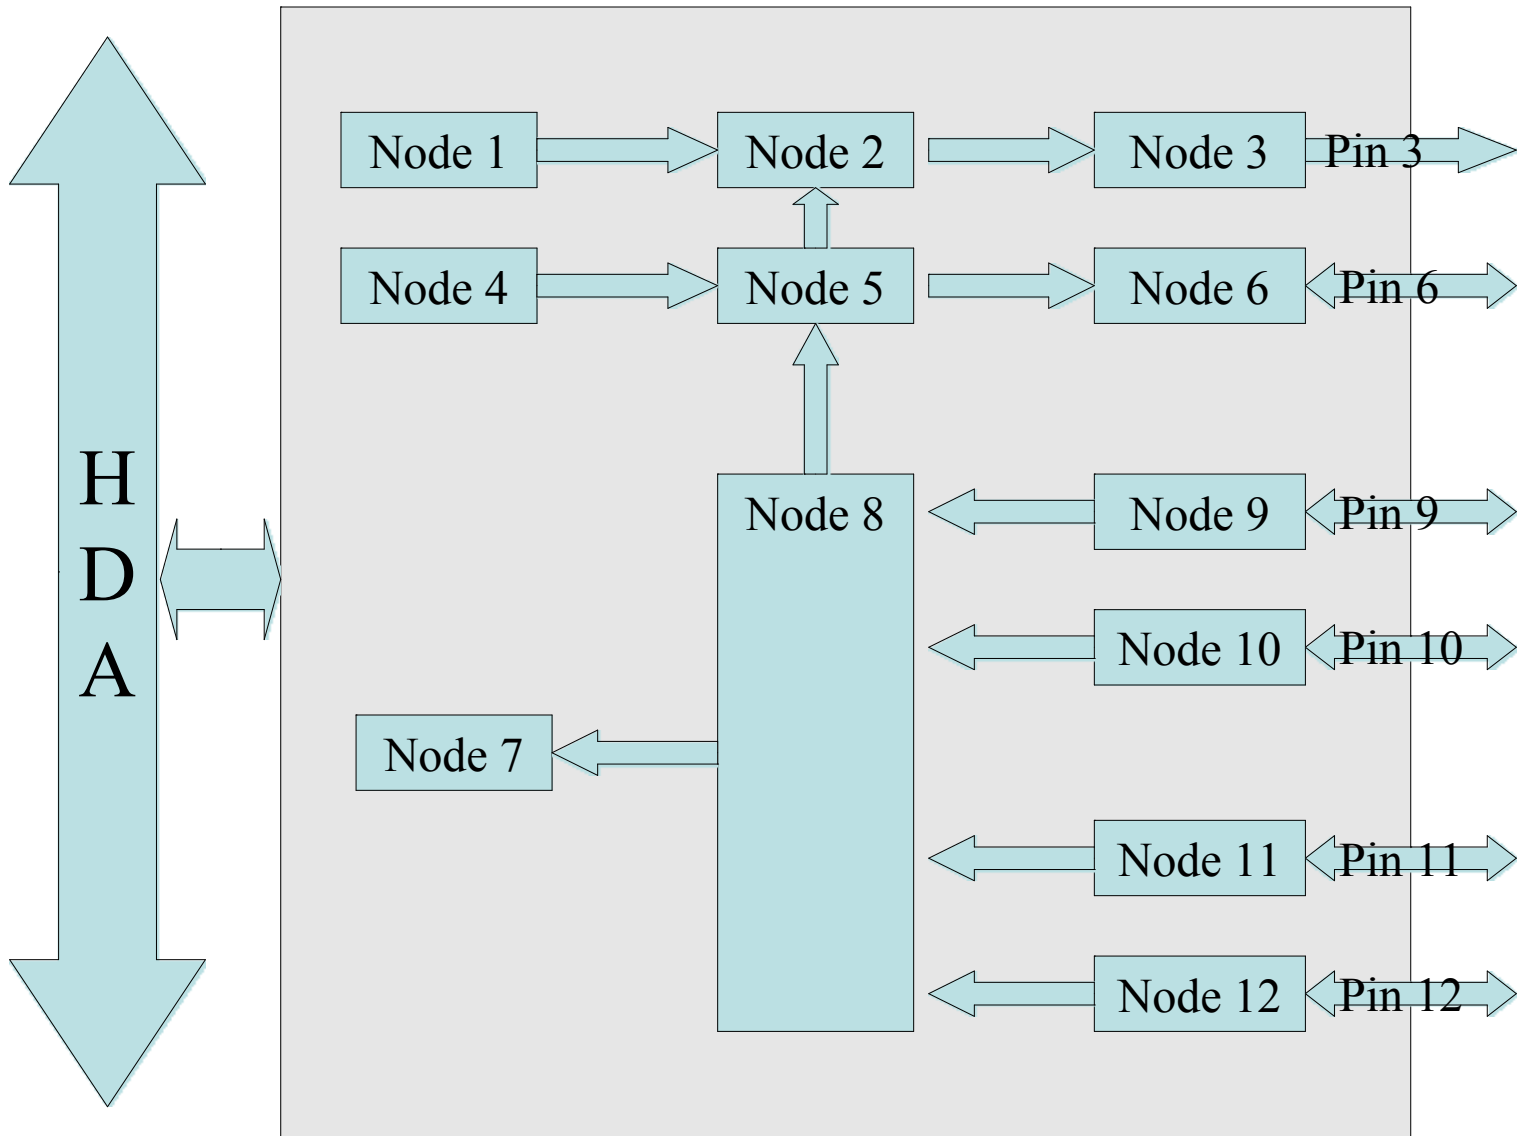 Node 1
Node 2
Node 3
Pin 3
Node 4
Node 5
Node 6
Pin 6
H
D
A
Node 8
Node 9
Pin 9
Node 10
Pin 10
Node 7
Node 11
Pin 11
Node 12
Pin 12